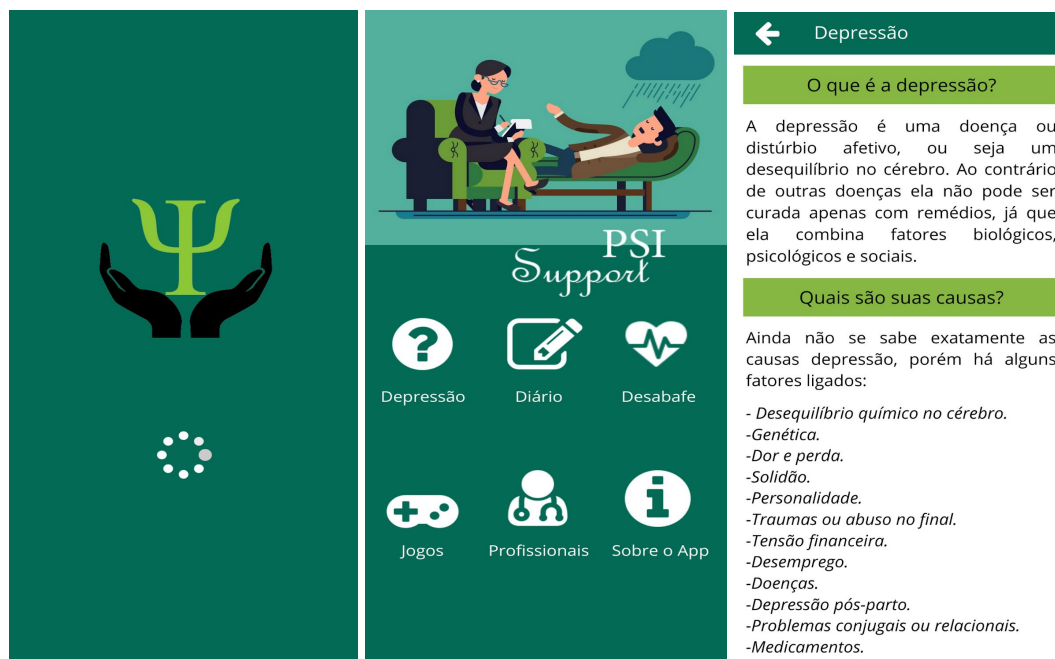 Ψ
PSI
Support
Depressão
Diário
Desabafe
Jogos
Profissionais
Sobre o App
Depressão
O que é a depressão?
A depressão é uma doença ou
distúrbio afetivo, ou seja um
desequilíbrio no cérebro. Ao contrário
de outras doenças ela não pode ser
curada apenas com remédios, já que
ela combina fatores biológicos,
psicológicos e sociais.
Quais são suas causas?
Ainda não se sabe exatamente as
causas depressão, porém há alguns
fatores ligados:
- Desequilíbrio químico no cérebro.
-Genética.
-Dor e perda.
-Solidão.
-Personalidade.
-Traumas ou abuso no final.
-Tensão financeira.
-Desemprego.
-Doenças.
-Depressão pós-parto.
-Problemas conjugais ou relacionais.
-Medicamentos.